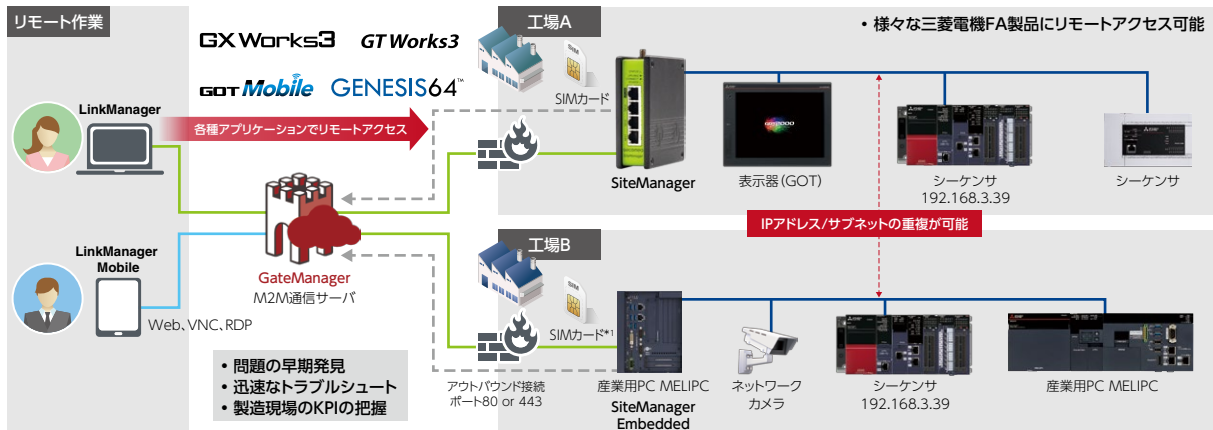 リモート作業
GX Works3
GT Works3
GOT Mobile
GENESIS64™
LinkManager
各種アプリケーションでリモートアクセス
LinkManager
Mobile
Web、VNC、RDP
GateManager
M2M通信サーバ
・問題の早期発見
・迅速なトラブルシュート
・製造現場のKPIの把握
工場A
・様々な三菱電機FA製品にリモートアクセス可能
SIM
SIMカード
SiteManager
GOT2000
表示器(GOT)
シーケンサ
192.168.3.39
シーケンサ
IPアドレス/サブネットの重複が可能
工場B
SIM
SIMカード*1
アウトバウンド接続
ポート80 or 443
産業用PC MELIPC
SiteManager
Embedded
ネットワーク
カメラ
シーケンサ
192.168.3.39
産業用PC MELIPC